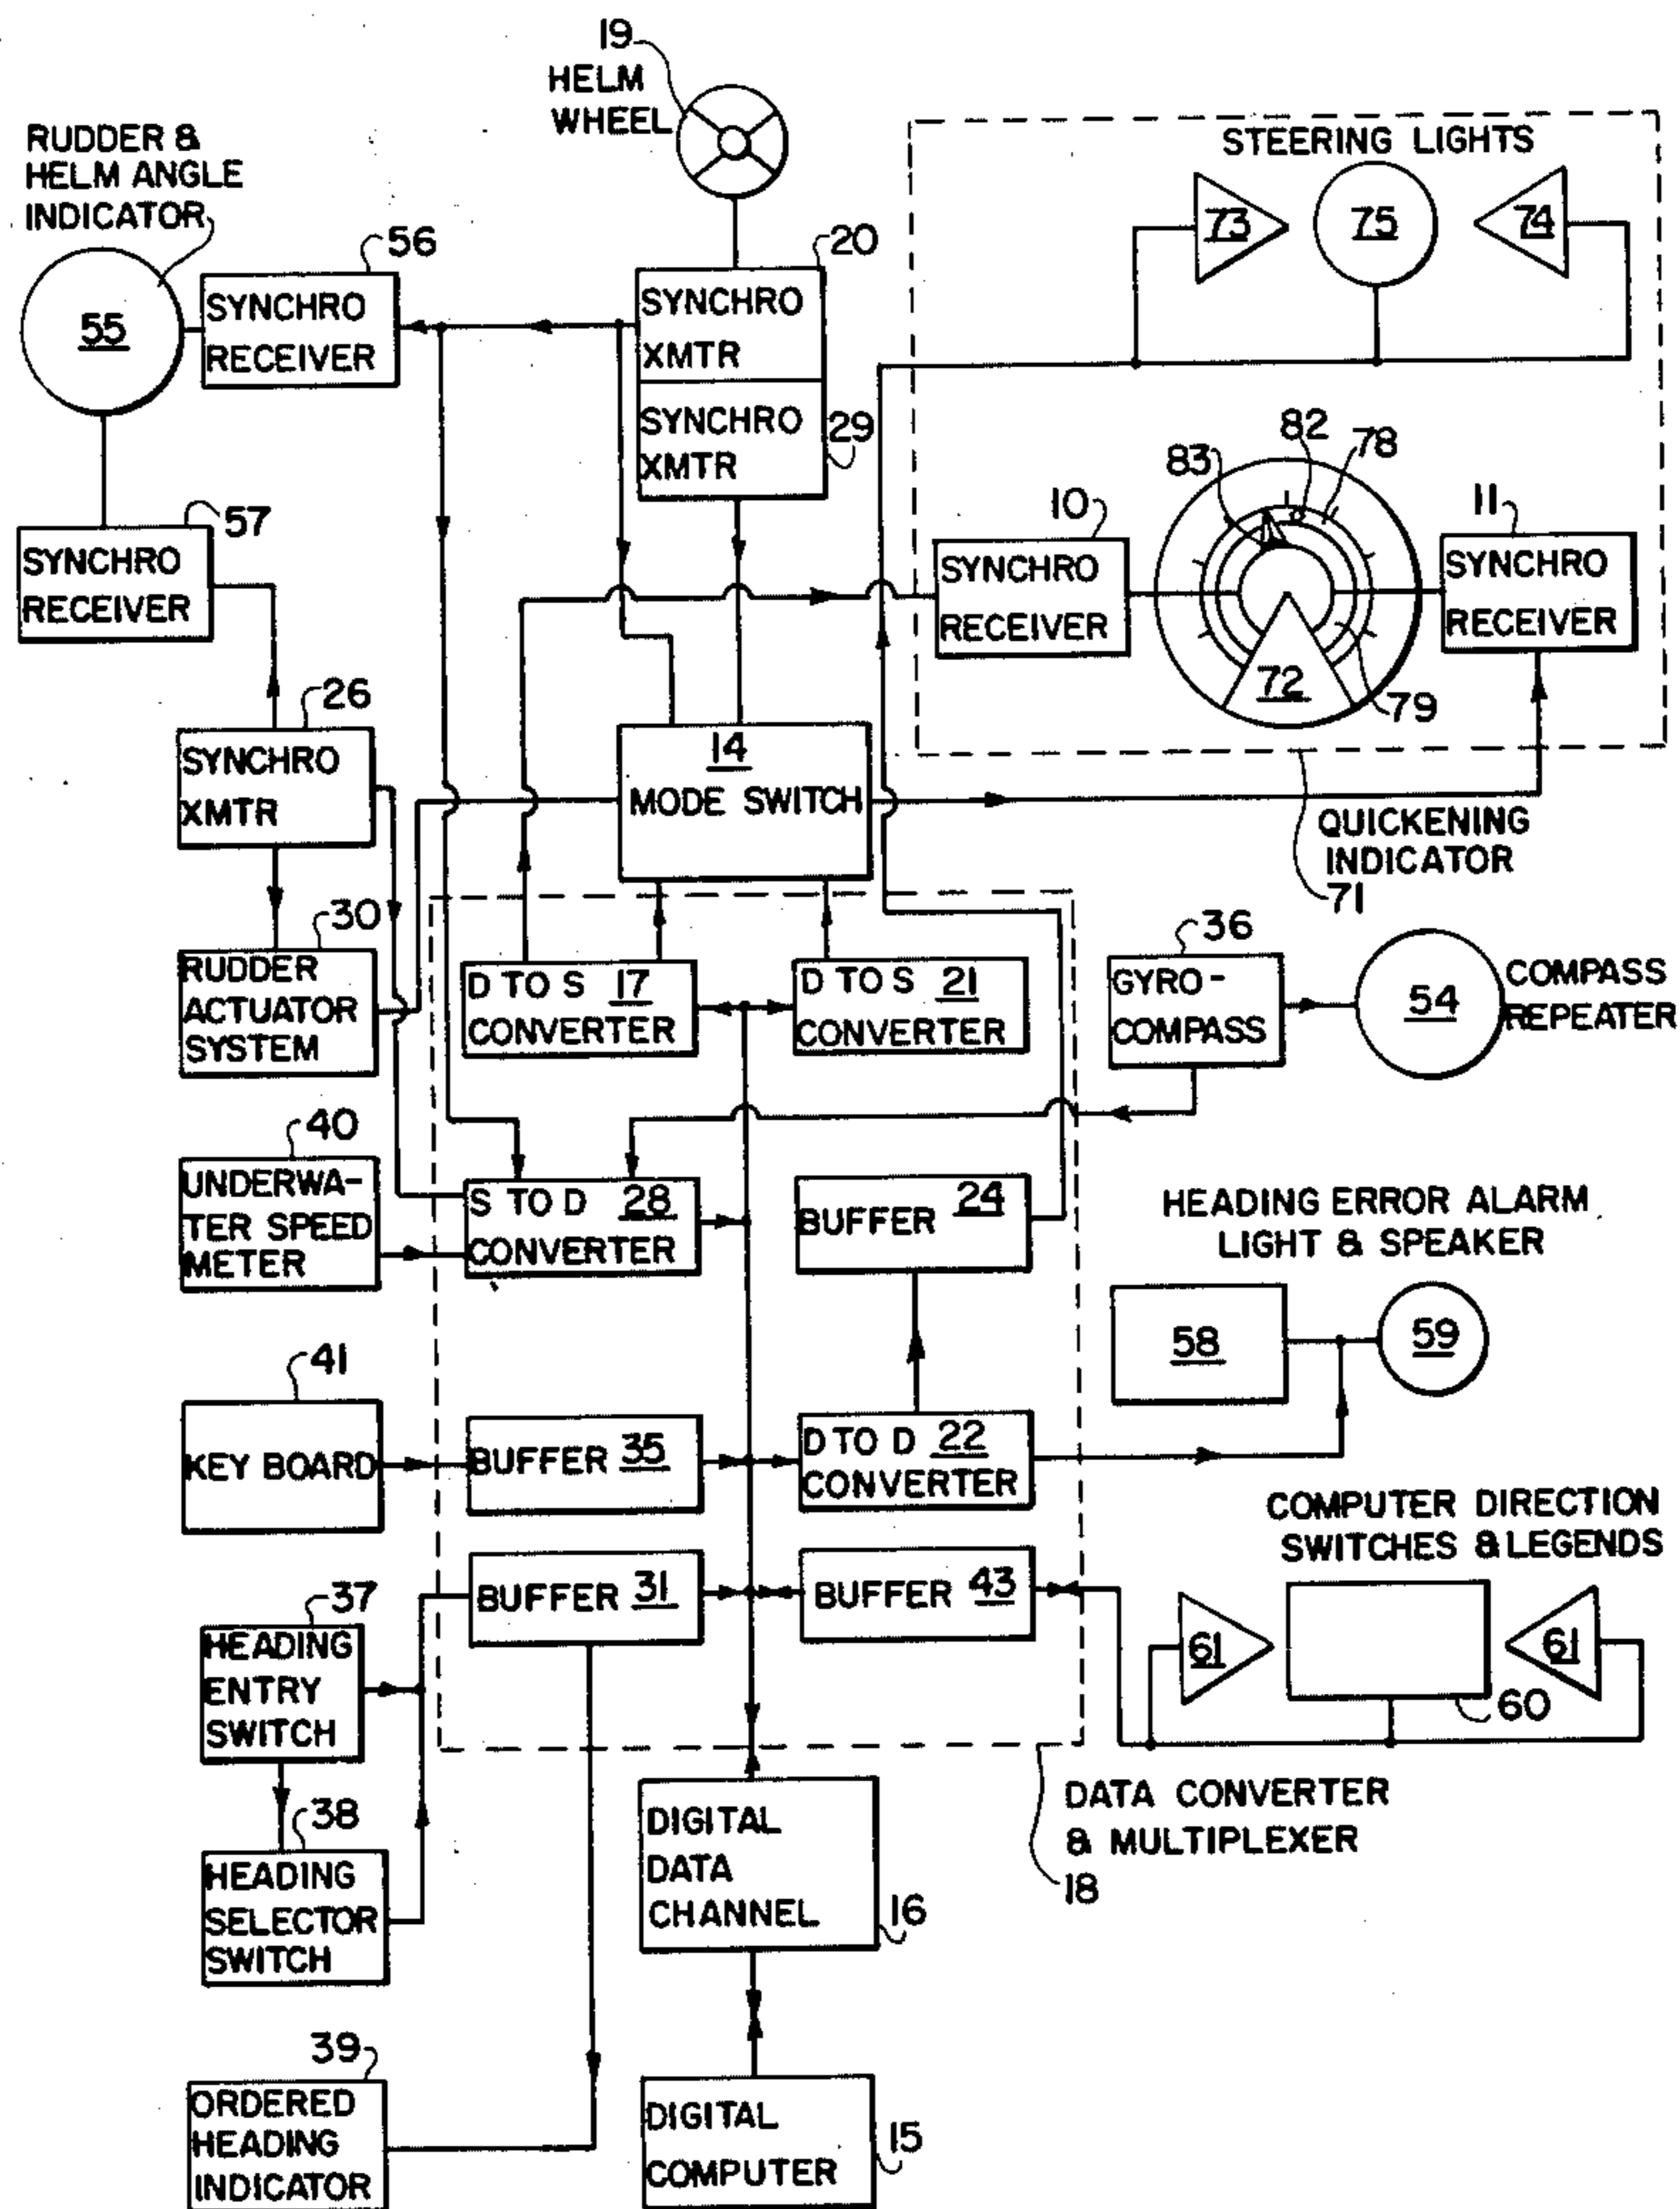 19
HELM
WHEEL
RUDDER &
HELM ANGLE
INDICATOR
55
56
SYNCHRO
RECEIVER
20
SYNCHRO
XMTR
SYNCHRO
XMTR
29
STEERING LIGHTS
73
75
74
57
SYNCHRO
RECEIVER
10
SYNCHRO
RECEIVER
83
82
78
72
79
11
SYNCHRO
RECEIVER
26
SYNCHRO
XMTR
14
MODE SWITCH
QUICKENING
INDICATOR
71
30
RUDDER
ACTUATOR
SYSTEM
D TO S 17
CONVERTER
D TO S 21
CONVERTER
36
GYRO-
COMPASS
54
COMPASS
REPEATER
40
UNDERWA-
TER SPEED
METER
S TO D 28
CONVERTER
BUFFER 24
HEADING ERROR ALARM
LIGHT & SPEAKER
58
59
41
KEY BOARD
BUFFER 35
D TO D 22
CONVERTER
COMPUTER DIRECTION
SWITCHES & LEGENDS
61
61
60
37
HEADING
ENTRY
SWITCH
BUFFER 31
BUFFER 43
38
HEADING
SELECTOR
SWITCH
DIGITAL
DATA
CHANNEL
16
DATA CONVERTER
& MULTIPLEXER
18
39
ORDERED
HEADING
INDICATOR
DIGITAL
COMPUTER
15